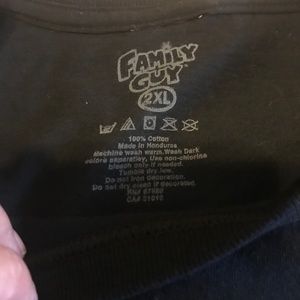 FAMILY
GUY
2XL
100% Cotton
Made in Honduras
Machine wash warm. Wash Dark
colors separatley. Use non-chlorine
bleach only if needed.
Tumble dry low.
Do not iron decoration.
Do not dry clean if decorated.
CA# 31010